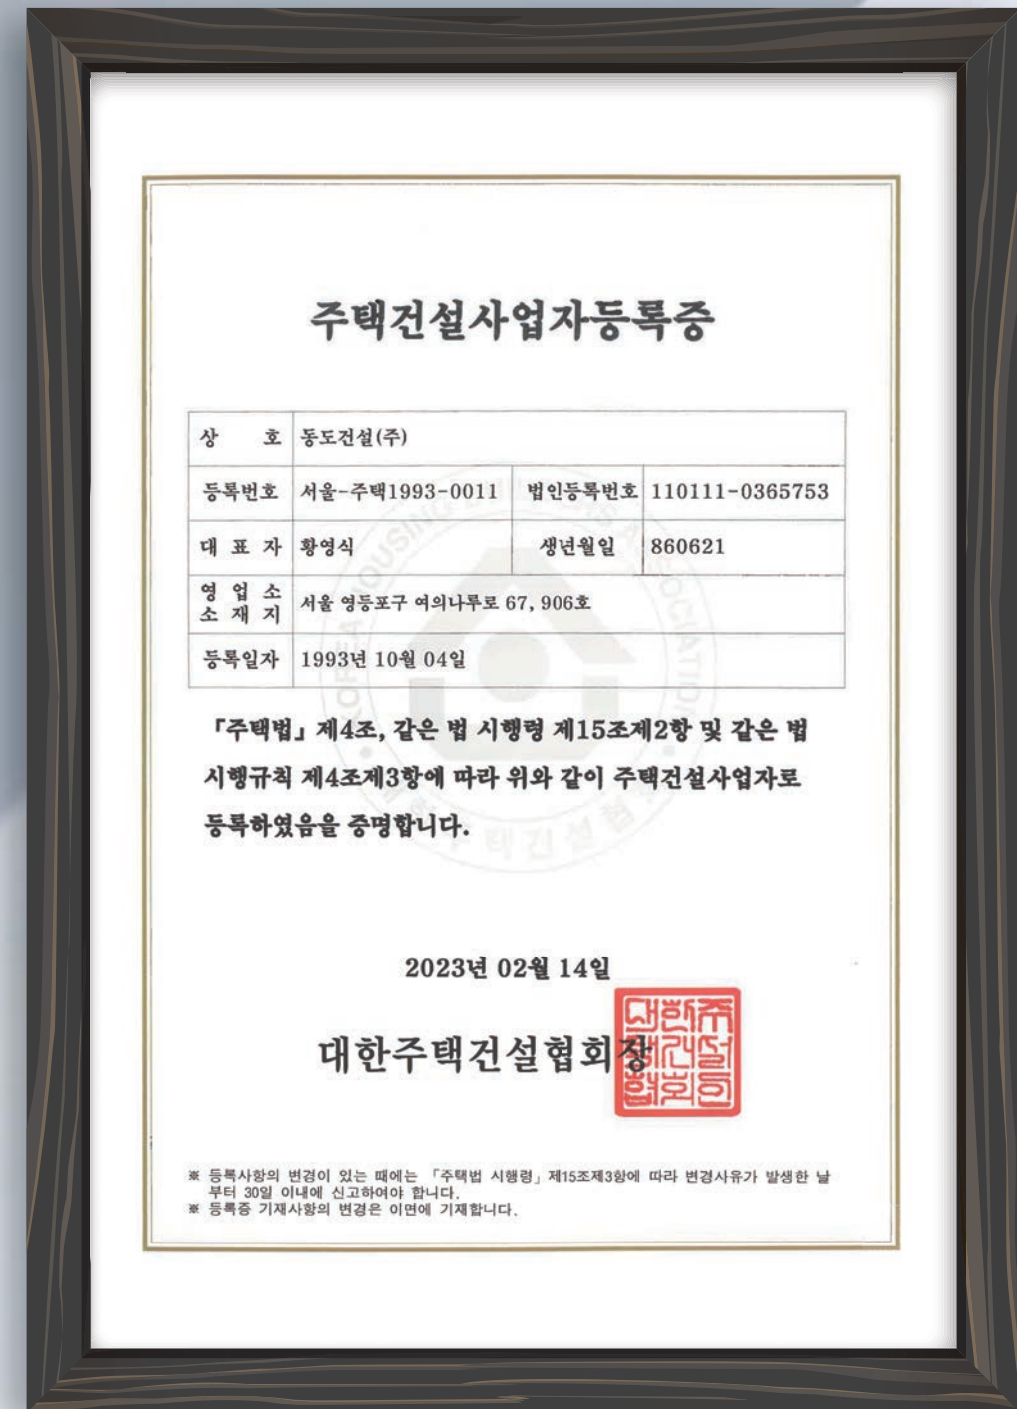 주택건설사업자등록증
상 호 동도건설(주)
등록번호 서울-주택1993-0011 법인등록번호 110111-0365753
대 표 자 황영식 생년월일 860621
영 업 소
소 재 지 서울 영등포구 여의나루로 67, 906호
등록일자 1993년 10월 04일
「주택법」 제4조, 같은 법 시행령 제15조제2항 및 같은 법
시행규칙 제4조제3항에 따라 위와 같이 주택건설사업자로
등록하였음을 증명합니다.
2023년 02월 14일
대한주택건설협회장
※ 등록사항의 변경이 있는 때에는 「주택법 시행령」 제15조제3항에 따라 변경사유가 발생한 날
부터 30일 이내에 신고하여야 합니다.
※ 등록증 기재사항의 변경은 이면에 기재합니다.